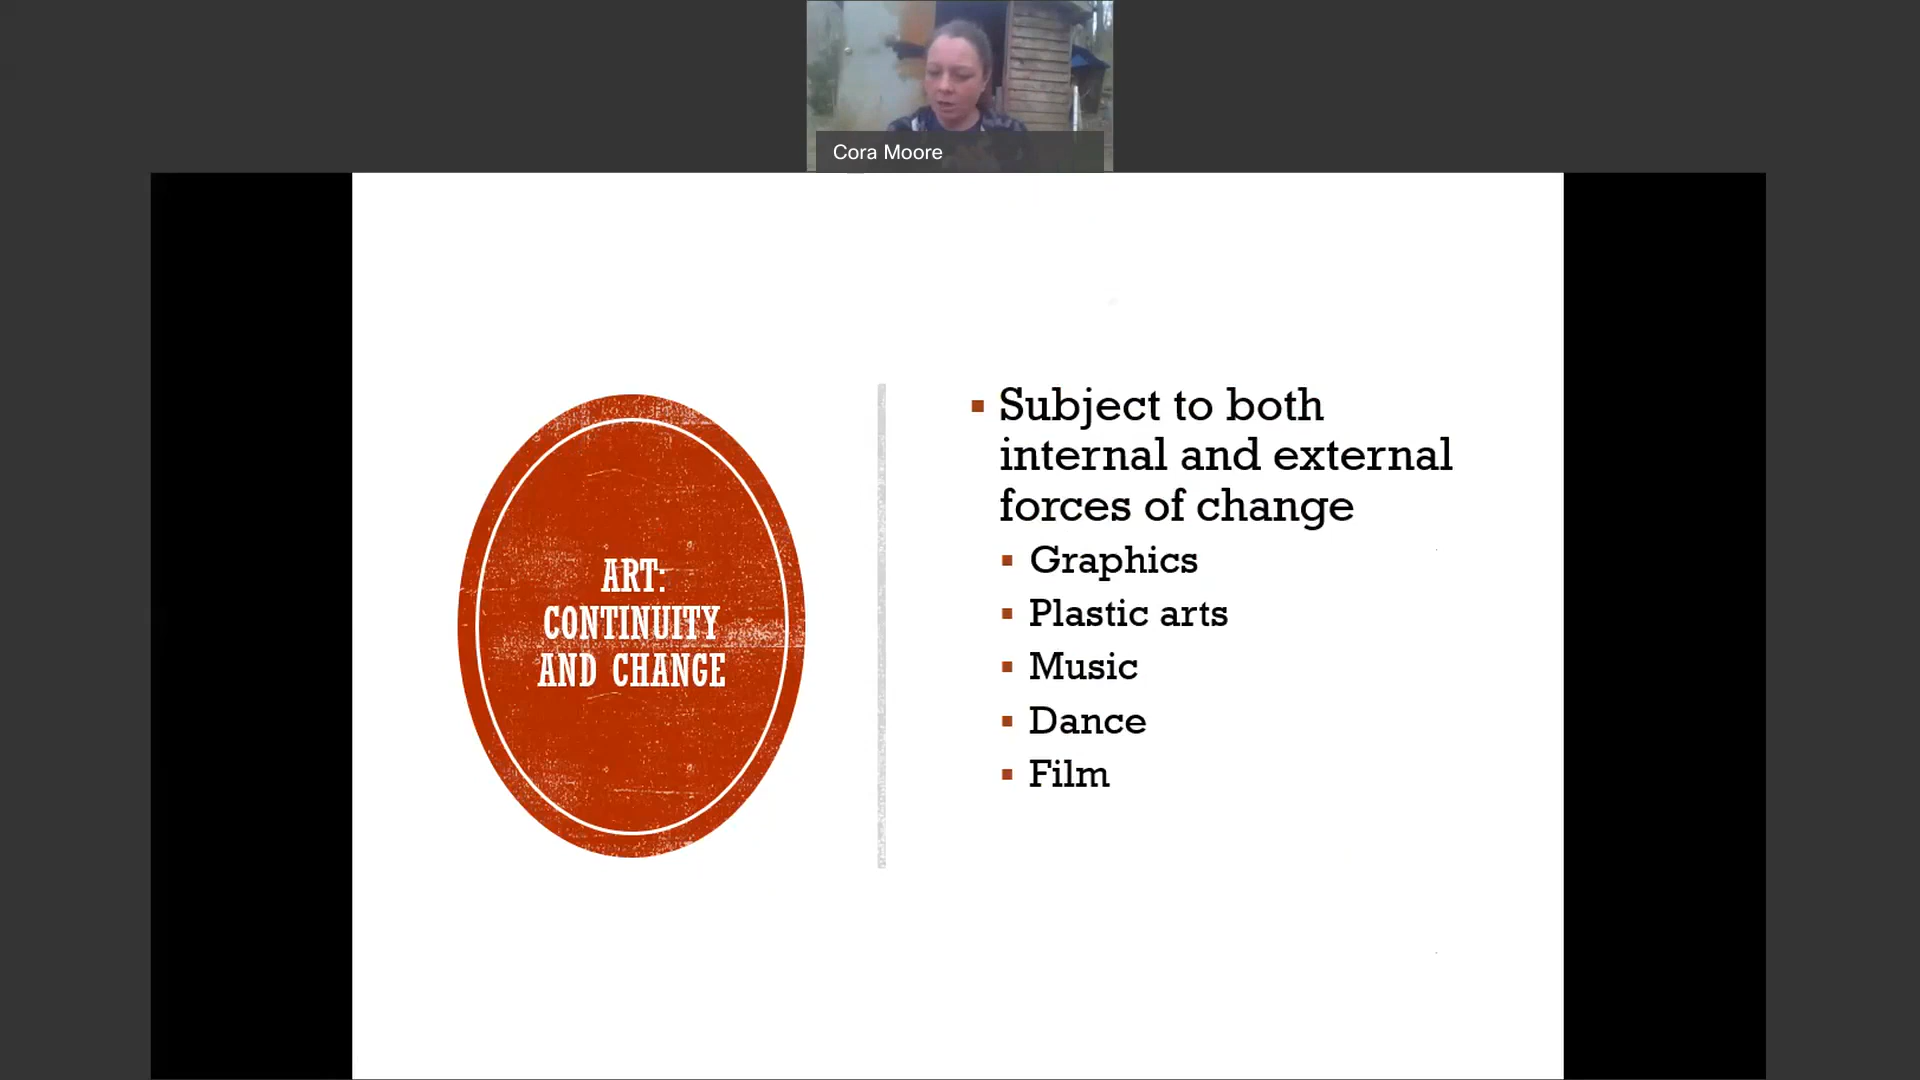 Cora Moore
ART:
CONTINUITY
AND CHANGE
Subject to both
internal and external
forces of change
Graphics
Plastic arts
Music
Dance
Film